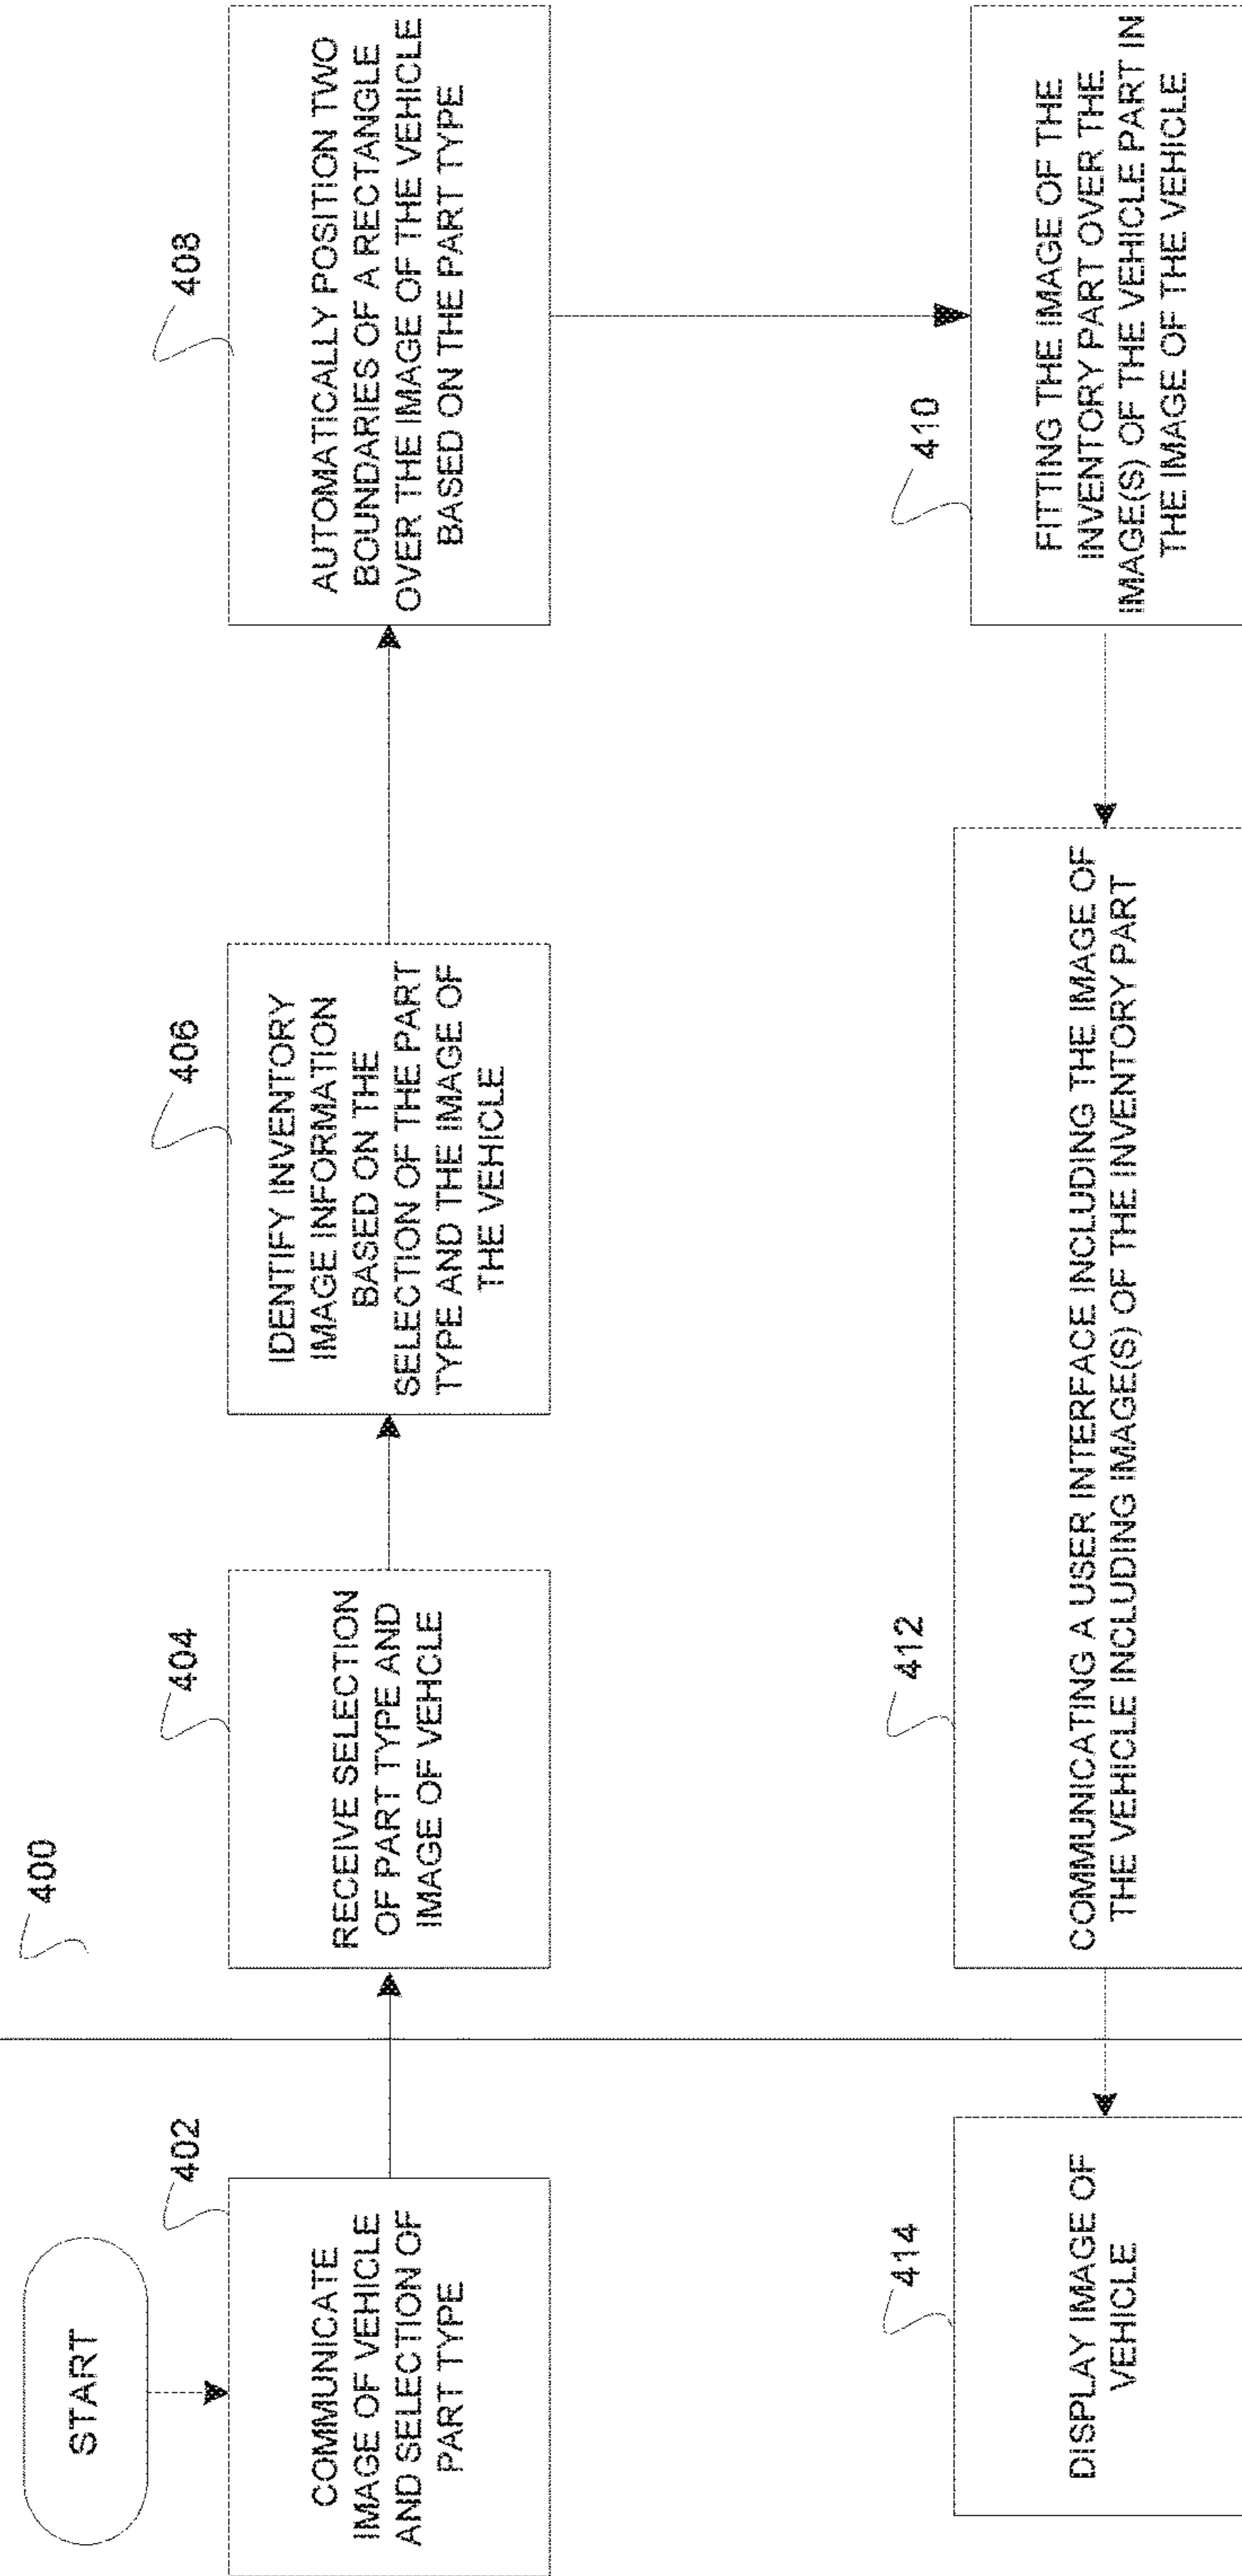 400
START
402
COMMUNICATE
IMAGE OF VEHICLE
AND SELECTION OF
PART TYPE
404
RECEIVE SELECTION
OF PART TYPE AND
IMAGE OF VEHCLE
406
IDENTIFY INVENTORY
IMAGE INFORMATION
BASED ON THE
SELECTION OF THE PART
TYPE AND THE IMAGE OF
THE VEHICLE
408
AUTOMATICALLY POSITION TWO
BOUNDARIES OF A RECTANGLE
OVER THE IMAGE OF THE VEHICLE
BASED ON THE PART TYPE
410
FITTING THE IMAGE OF THE
INVENTORY PART OVER THE
IMAGE(S) OF THE VEHICLE PART IN
THE IMAGE OF THE VEHICLE
412
COMMUNICATING A USER INTERFACE INCLUDING THE IMAGE OF
THE VEHICLE INCLUDING IMAGE(S) OF THE INVENTORY PART
414
DISPLAY IMAGE OF
VEHICLE